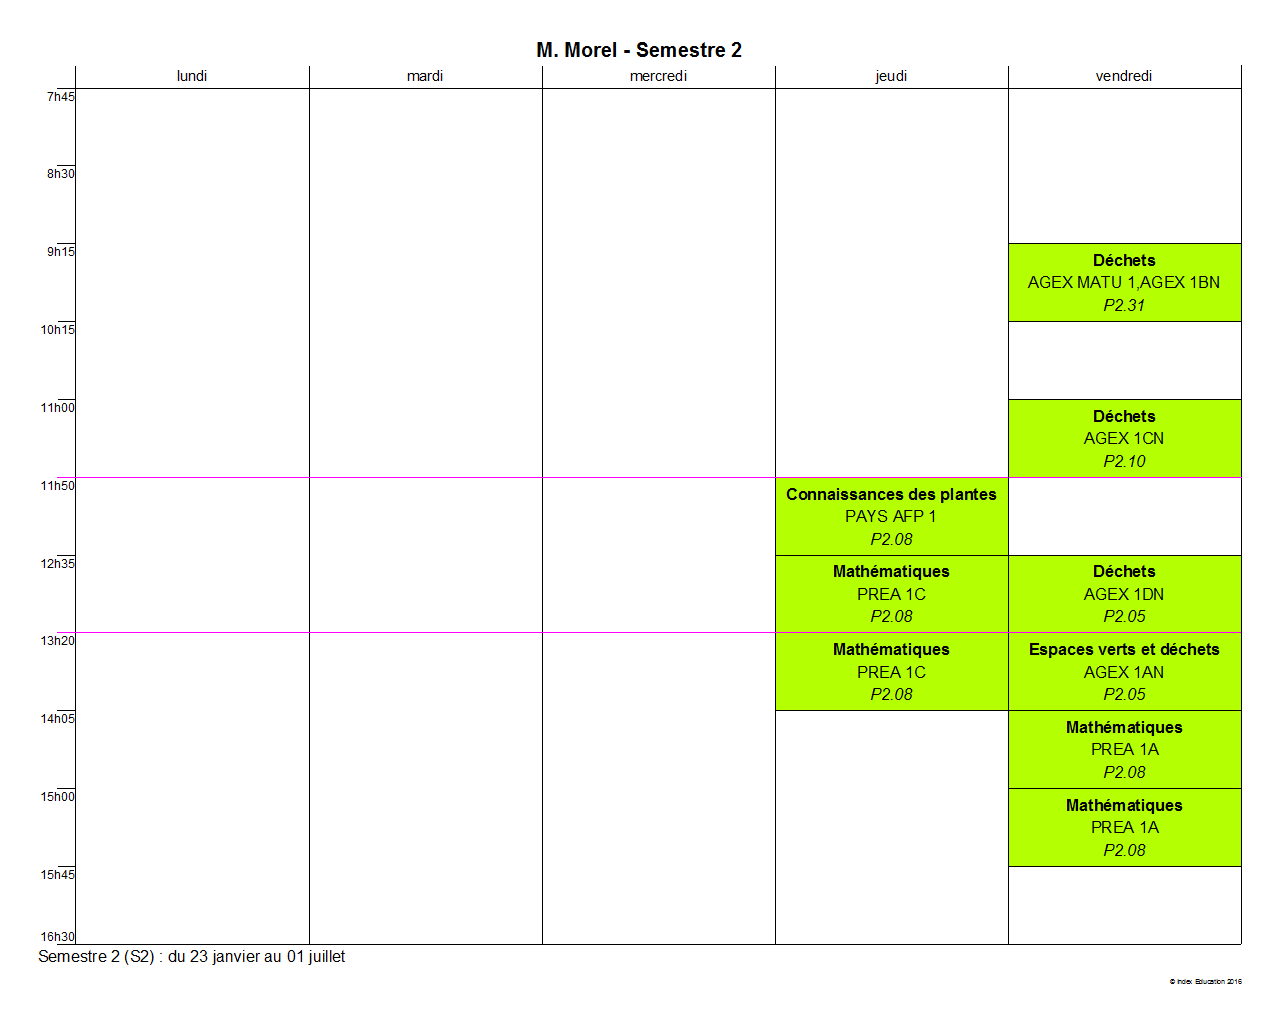 M. Morel - Semestre 2
lundi mardi mercredi jeudi vendredi
7h45
8h30
9h15
Déchets
AGEX MATU 1,AGEX 1BN
P2.31
10h15
11h00
Déchets
AGEX 1CN
P2.10
11h50
Connaissances des plantes
PAYS AFP 1
P2.08
12h35
Mathématiques
PREA 1C
P2.08
Déchets
AGEX 1DN
P2.05
13h20
Mathématiques
PREA 1C
P2.08
Espaces verts et déchets
AGEX 1AN
P2.05
14h05
Mathématiques
PREA 1A
P2.08
15h00
Mathématiques
PREA 1A
P2.08
15h45
16h30
Semestre 2 (S2) : du 23 janvier au 01 juillet
© Index Education 2016